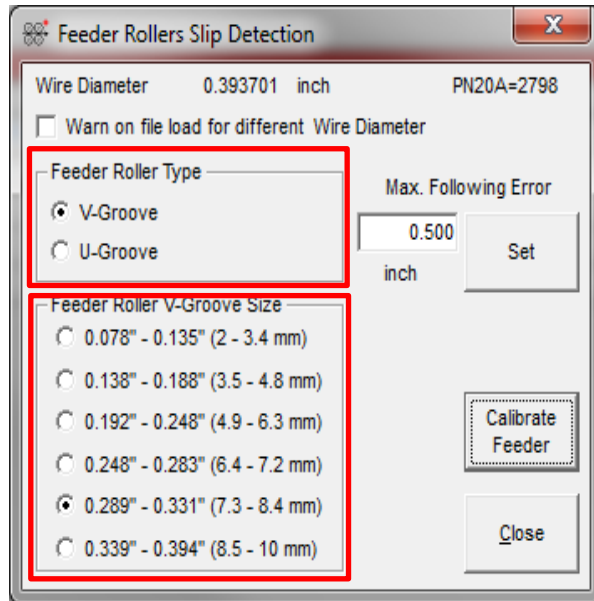 Feeder Rollers Slip Detection
Wire Diameter 0.393701 inch PN20A=2798
Warn on file load for different Wire Diameter
Feeder Roller Type
V-Groove
U-Groove
Max. Following Error
0.500
inch
Set
Feeder Roller V-Groove Size
0.078" - 0.135" (2 - 3.4 mm)
0.138" - 0.188" (3.5 - 4.8 mm)
0.192" - 0.248" (4.9 - 6.3 mm)
0.248" - 0.283" (6.4 - 7.2 mm)
0.289" - 0.331" (7.3 - 8.4 mm)
0.339" - 0.394" (8.5 - 10 mm)
Calibrate
Feeder
Close